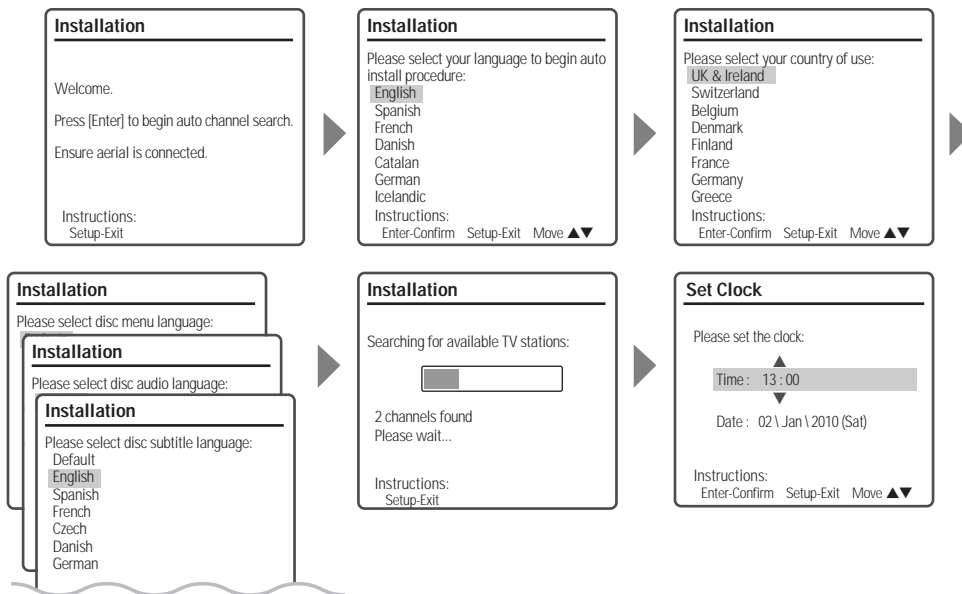 Installation
Welcome.
Press [Enter] to begin auto channel search.
Ensure aerial is connected.
Instructions:
Setup-Exit
Installation
Please select your language to begin auto
install procedure:
English
Spanish
French
Danish
Catalan
German
Icelandic
Instructions:
Enter-Confirm Setup-Exit Move ▲▼
Installation
Please select your country of use:
UK & Ireland
Switzerland
Belgium
Denmark
Finland
France
Germany
Greece
Instructions:
Enter-Confirm Setup-Exit Move ▲▼
Installation
Please select disc menu language:
Installation
Please select disc audio language:
Installation
Please select disc subtitle language:
Default
English
Spanish
French
Czech
Danish
German
Installation
Searching for available TV stations:
2 channels found
Please wait...
Instructions:
Setup-Exit
Set Clock
Please set the clock:
Time : 13 : 00
Date : 02 \ Jan \ 2010 (Sat)
Instructions:
Enter-Confirm Setup-Exit Move ▲▼